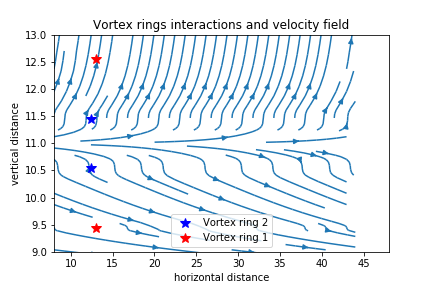 Vortex rings interactions and velocity field
13.0
12.5
12.0
11.5
11.0
10.5
10.0
9.5
9.0
vertical distance
Vortex ring 2
Vortex ring 1
10 15 20 25 30 35 40 45
horizontal distance